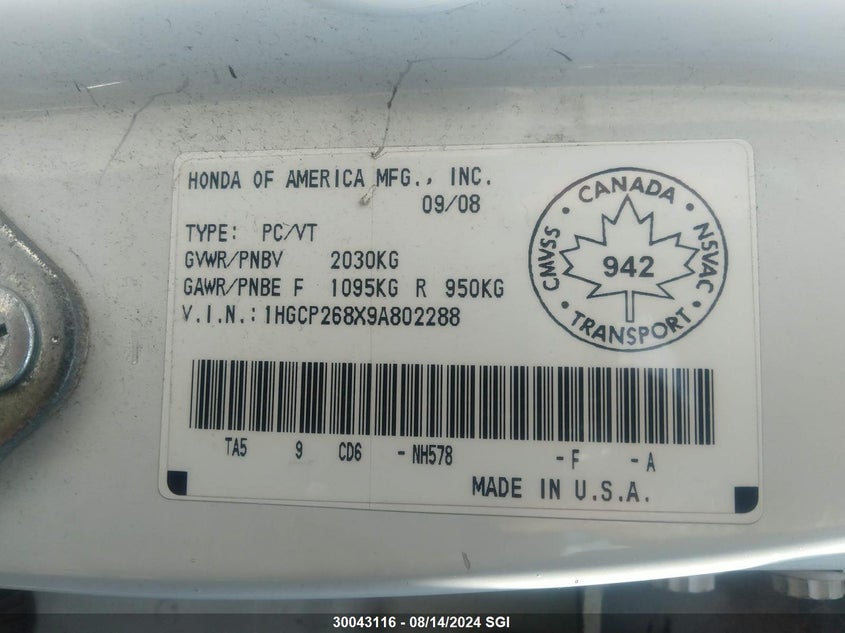 HONDA OF AMERICA MFG., INC.
09/08
TYPE: PC/VT
GVWR/PNBV 2030KG
GAWR/PNBE F 1095KG R 950KG
V.I.N.: 1HGCP268X9A802288
· CANADA ·
CMVSS
942
NSVAC
· TRANSPORT ·
TA5 9 CD6 -NH578 -F -A
MADE IN U.S.A.
30043116 - 08/14/2024 SGI